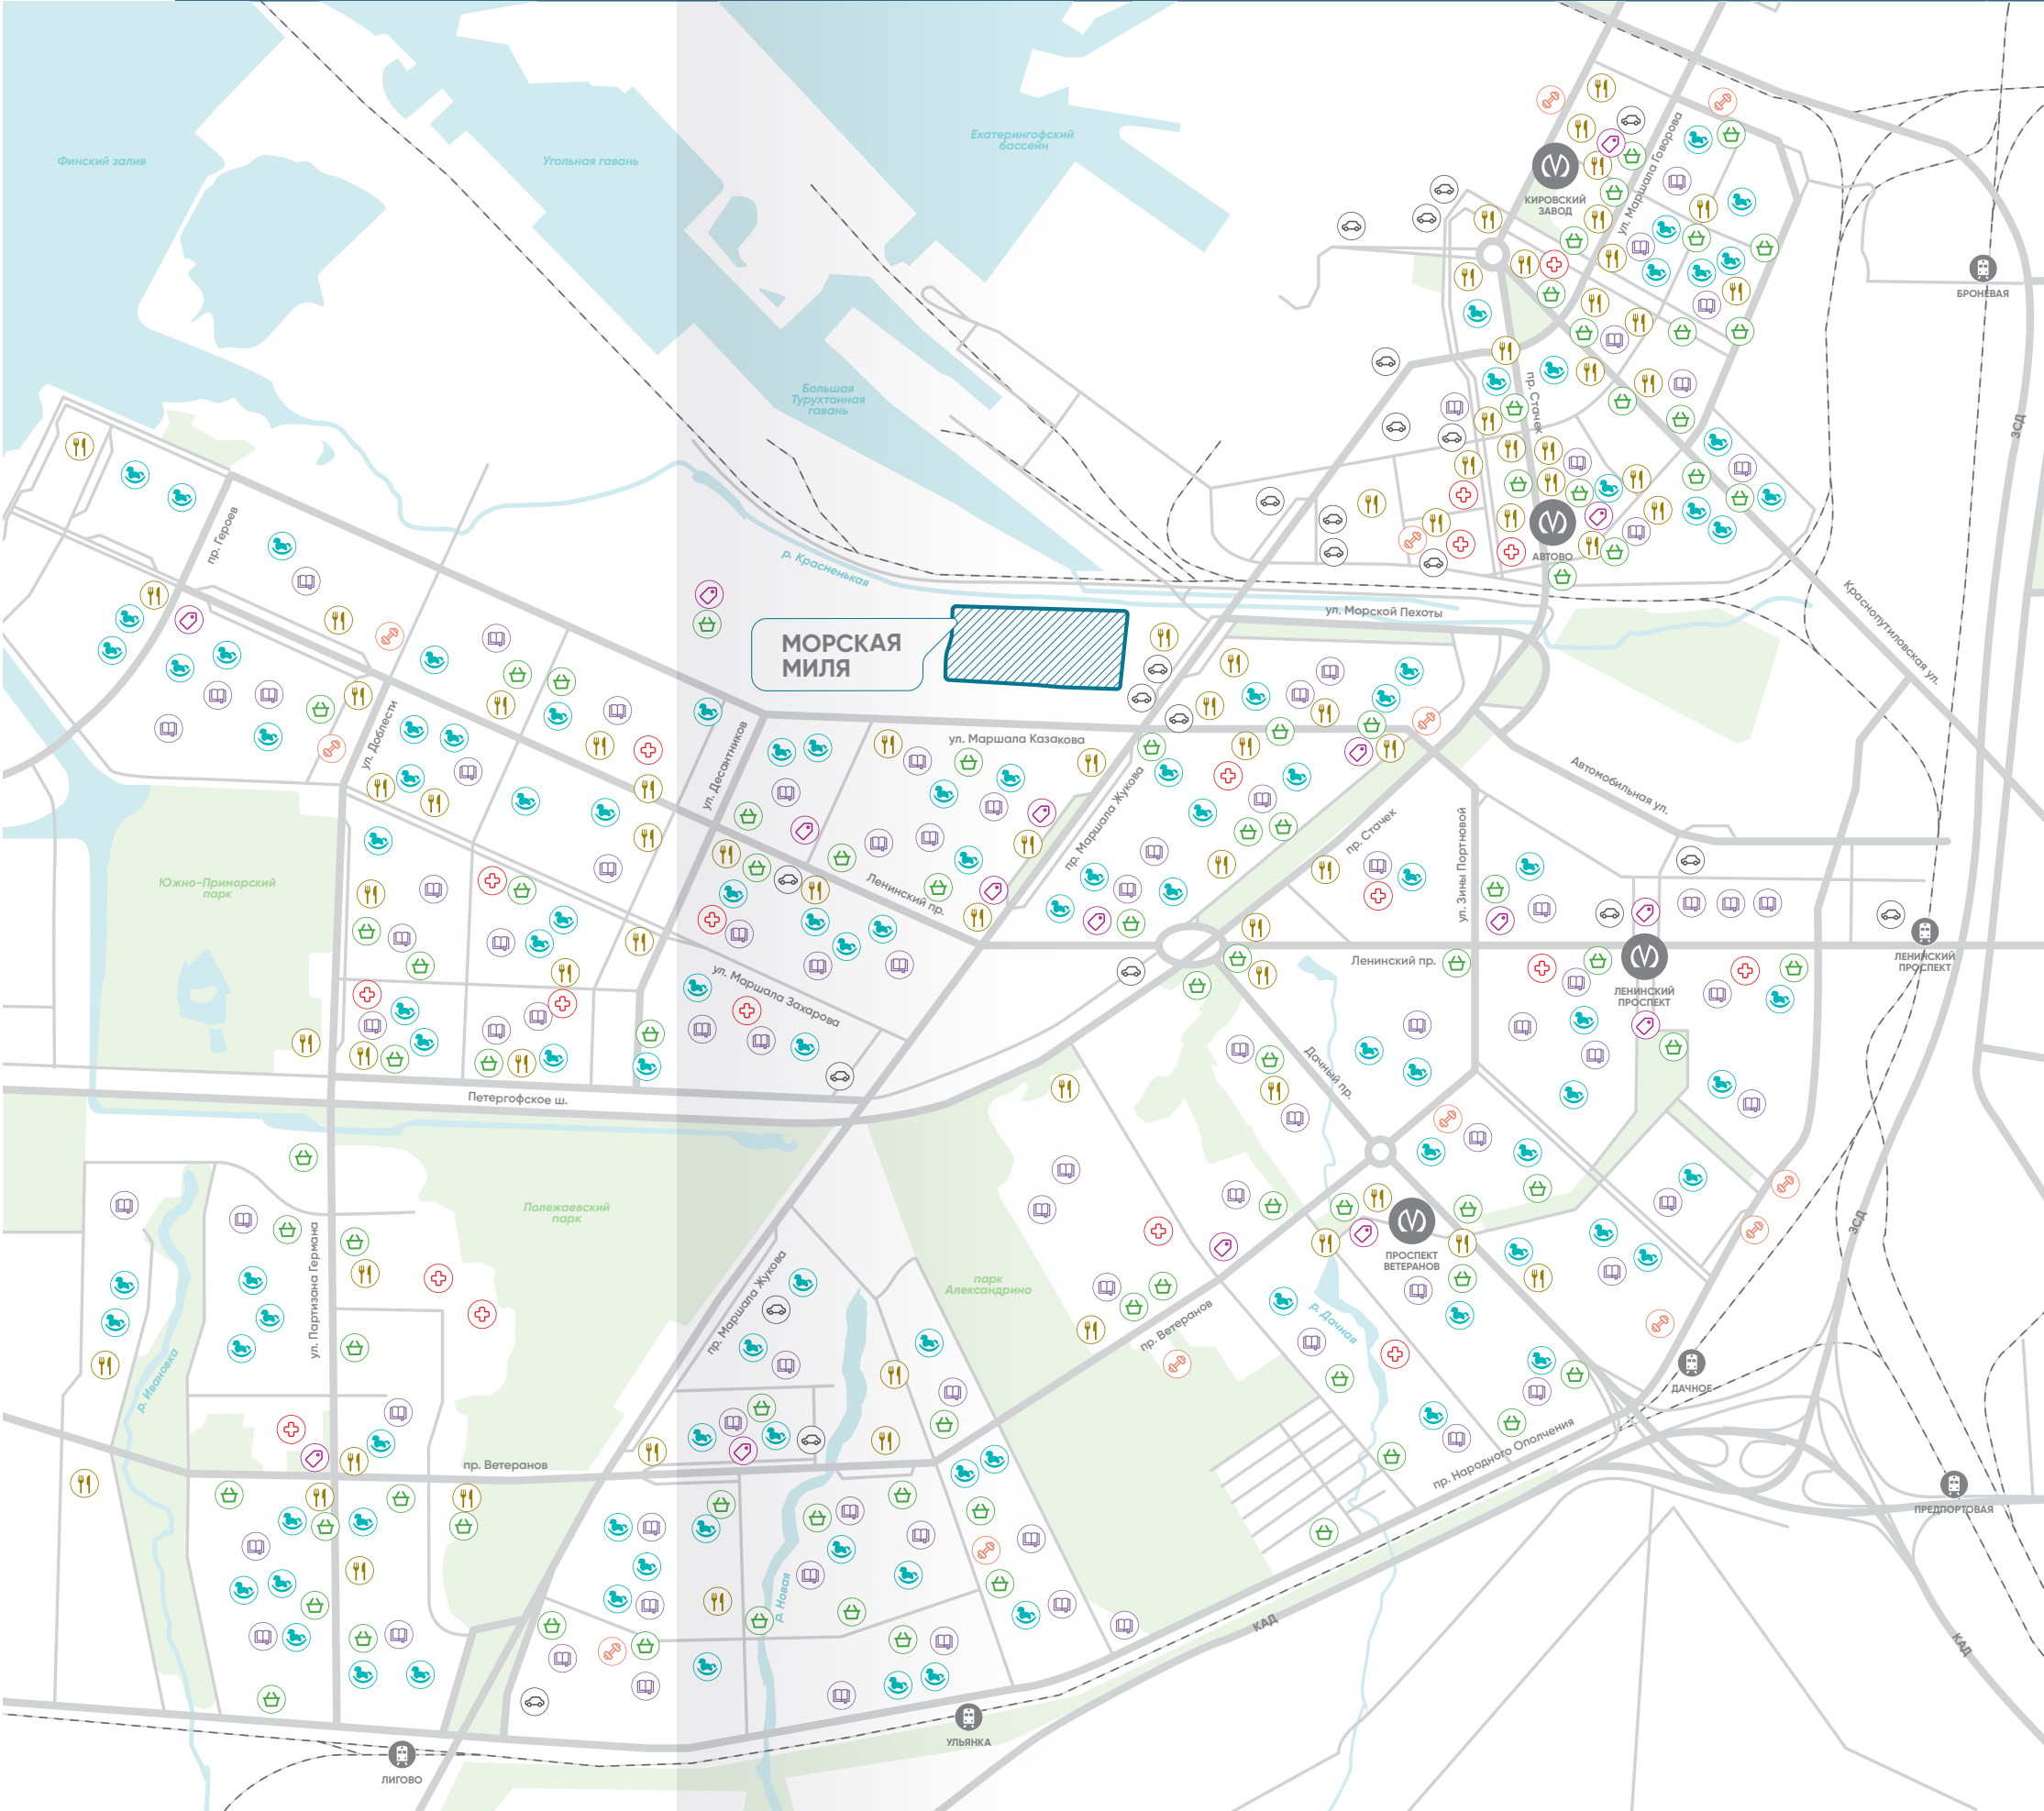 Финский залив
Угольная гавань
Екатерингофский
бассейн
КИРОВСКИЙ
ЗАВОД
ул. Маршала Говорова
БРОНЕВАЯ
Большая
Турухтанная
гавань
пр. Стачек
ЗСД
пр. Героев
р. Красненькая
АВТОВО
ул. Морской Пехоты
Краснопутиловская ул.
МОРСКАЯ
МИЛЯ
ул. Доблести
ул. Десантников
ул. Маршала Казакова
пр. Маршала Жукова
Автомобильная ул.
пр. Стачек
ул. Зины Портновой
Южно-Приморский
парк
Ленинский пр.
Ленинский пр.
ЛЕНИНСКИЙ
ПРОСПЕКТ
ЛЕНИНСКИЙ
ПРОСПЕКТ
ул. Маршала Захарова
Дачный пр.
Петергофское ш.
Полежаевский
парк
ул. Партизана Германа
пр. Маршала Жукова
парк
Александрино
ПРОСПЕКТ
ВЕТЕРАНОВ
ЗСД
р. Дачная
пр. Ветеранов
р. Ивановка
ДАЧНОЕ
пр. Ветеранов
пр. Народного Ополчения
ПРЕДПОРТОВАЯ
р. Новая
КАД
КАД
УЛЬЯНКА
ЛИГОВО